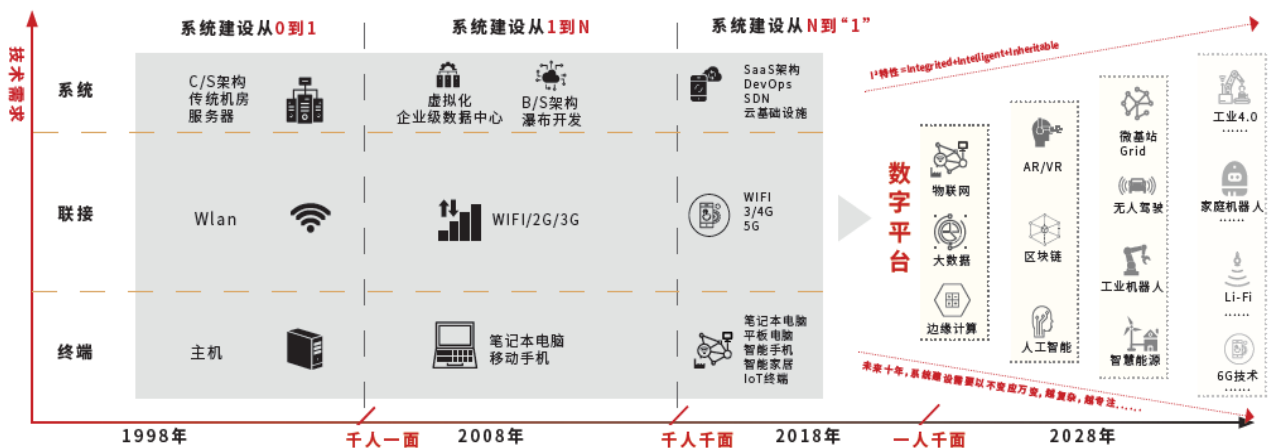 系统建设从0到1
系统建设从1到N
系统建设从N到“1”
技术需求
系统
C/S架构
传统机房
服务器
虚拟化
企业级数据中心
B/S架构
瀑布开发
SaaS架构
DevOps
SDN
云基础设施
联接
Wlan
WIFI/2G/3G
WIFI
3/4G
5G
终端
主机
笔记本电脑
移动手机
笔记本电脑
平板电脑
智能手机
智能家居
IoT终端
数字平台
I³特性=Integrited+Intelligent+Inheritable
物联网
大数据
边缘计算
AR/VR
区块链
人工智能
微基站
Grid
无人驾驶
工业机器人
智慧能源
工业4.0
……
家庭机器人
……
Li-Fi
……
6G技术
……
未来十年,系统建设需要以不变应万变,越复杂,越专注……
1998年
千人一面
2008年
千人千面
2018年
一人千面
2028年